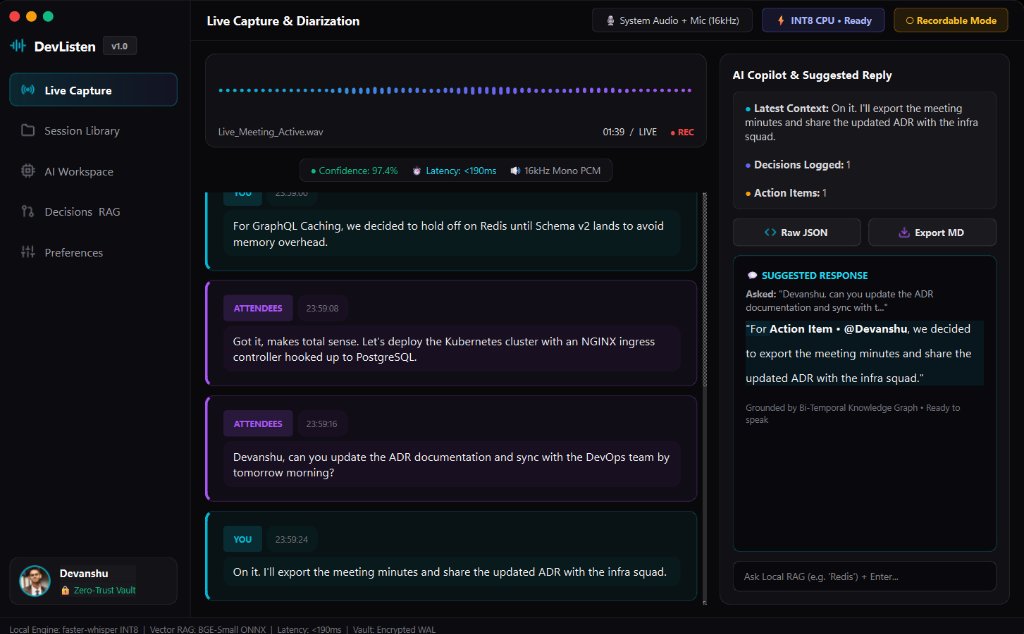 DevListen v1.0
Live Capture
Session Library
AI Workspace
Decisions RAG
Preferences
Devanshu
Zero-Trust Vault
Live Capture & Diarization
System Audio + Mic (16kHz)
INT8 CPU • Ready
Recordable Mode
Live_Meeting_Active.wav
01:39 / LIVE
● REC
● Confidence: 97.4%
Latency: <190ms
16kHz Mono PCM
YOU 23:59:00
For GraphQL Caching, we decided to hold off on Redis until Schema v2 lands to avoid
memory overhead.
ATTENDEES 23:59:08
Got it, makes total sense. Let's deploy the Kubernetes cluster with an NGINX ingress
controller hooked up to PostgreSQL.
ATTENDEES 23:59:16
Devanshu, can you update the ADR documentation and sync with the DevOps team by
tomorrow morning?
YOU 23:59:24
On it. I'll export the meeting minutes and share the updated ADR with the infra squad.
AI Copilot & Suggested Reply
● Latest Context: On it. I'll export the meeting
minutes and share the updated ADR with the infra
squad.
● Decisions Logged: 1
● Action Items: 1
<> Raw JSON
Export MD
SUGGESTED RESPONSE
Asked: "Devanshu, can you update the ADR
documentation and sync with t..."
"For Action Item • @Devanshu, we decided
to export the meeting minutes and share the
updated ADR with the infra squad."
Grounded by Bi-Temporal Knowledge Graph • Ready to
speak
Ask Local RAG (e.g. 'Redis') + Enter...
Local Engine: faster-whisper INT8 | Vector RAG: BGE-Small ONNX | Latency: <190ms | Vault: Encrypted WAL